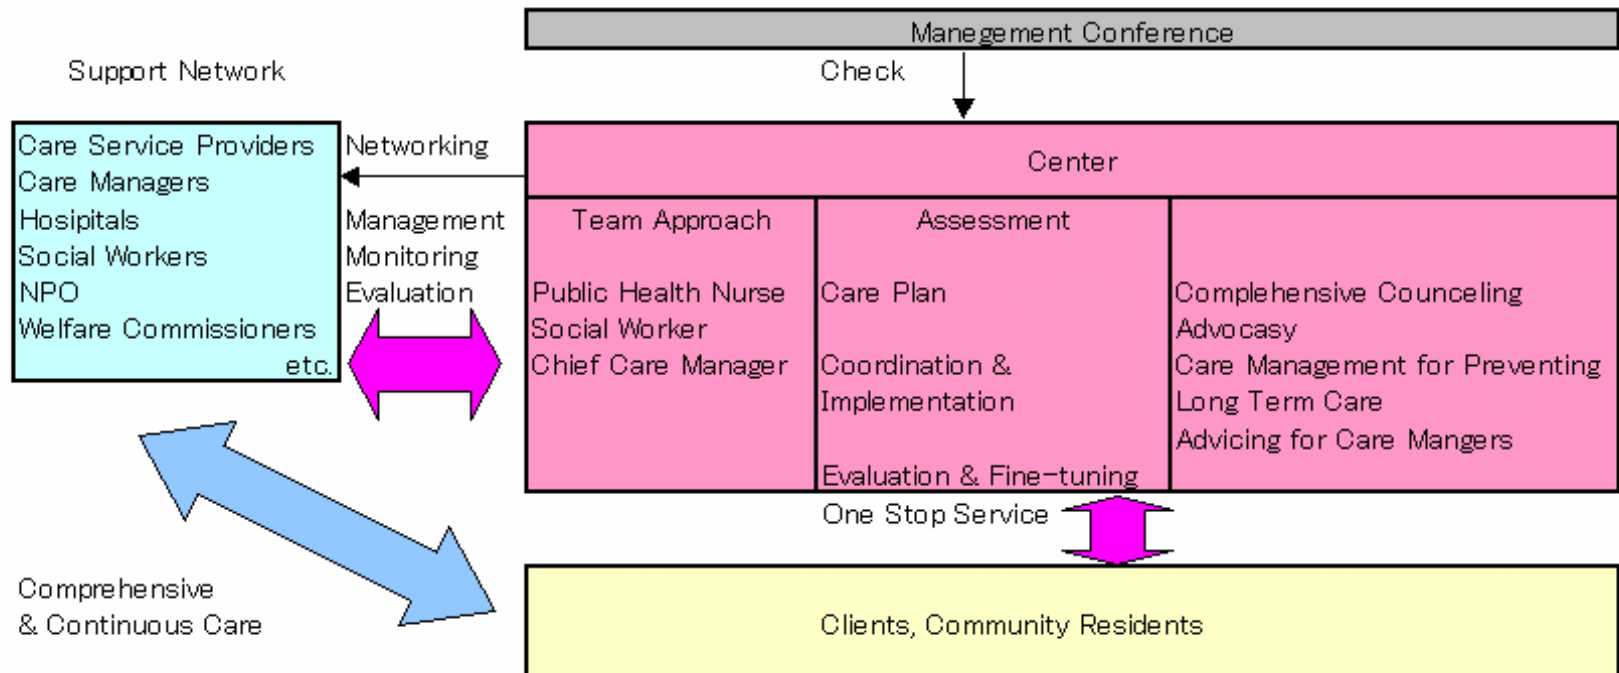 Manegement Conference
Support Network
Check
Care Service Providers
Care Managers
Hosipitals
Social Workers
NPO
Welfare Commissioners
etc.
Networking
Management
Monitoring
Evaluation
Center
Team Approach
Public Health Nurse
Social Worker
Chief Care Manager
Assessment
Care Plan
Coordination &
Implementation
Evaluation & Fine-tuning
Complehensive Counceling
Advocasy
Care Management for Preventing
Long Term Care
Advicing for Care Mangers
One Stop Service
Comprehensive
& Continuous Care
Clients, Community Residents